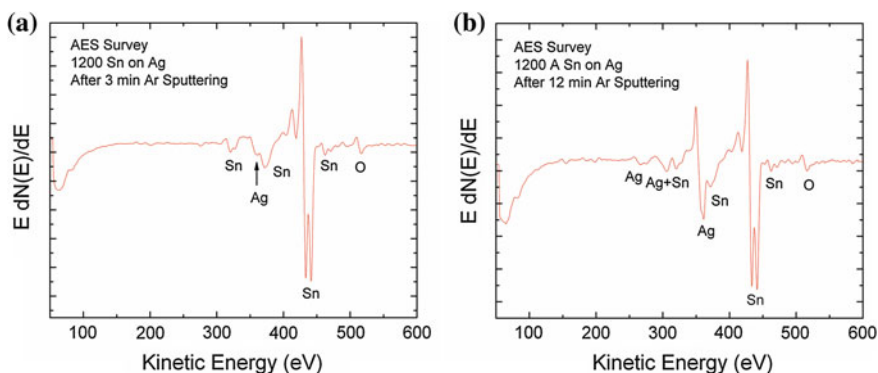 (a)
AES Survey
1200 Sn on Ag
After 3 min Ar Sputtering
E dN(E)/dE
Sn
Ag
Sn
Sn
Sn
O
100 200 300 400 500 600
Kinetic Energy (eV)
(b)
AES Survey
1200 A Sn on Ag
After 12 min Ar Sputtering
E dN(E)/dE
Ag
Ag+Sn
Ag
Sn
Sn
Sn
O
100 200 300 400 500 600
Kinetic Energy (eV)